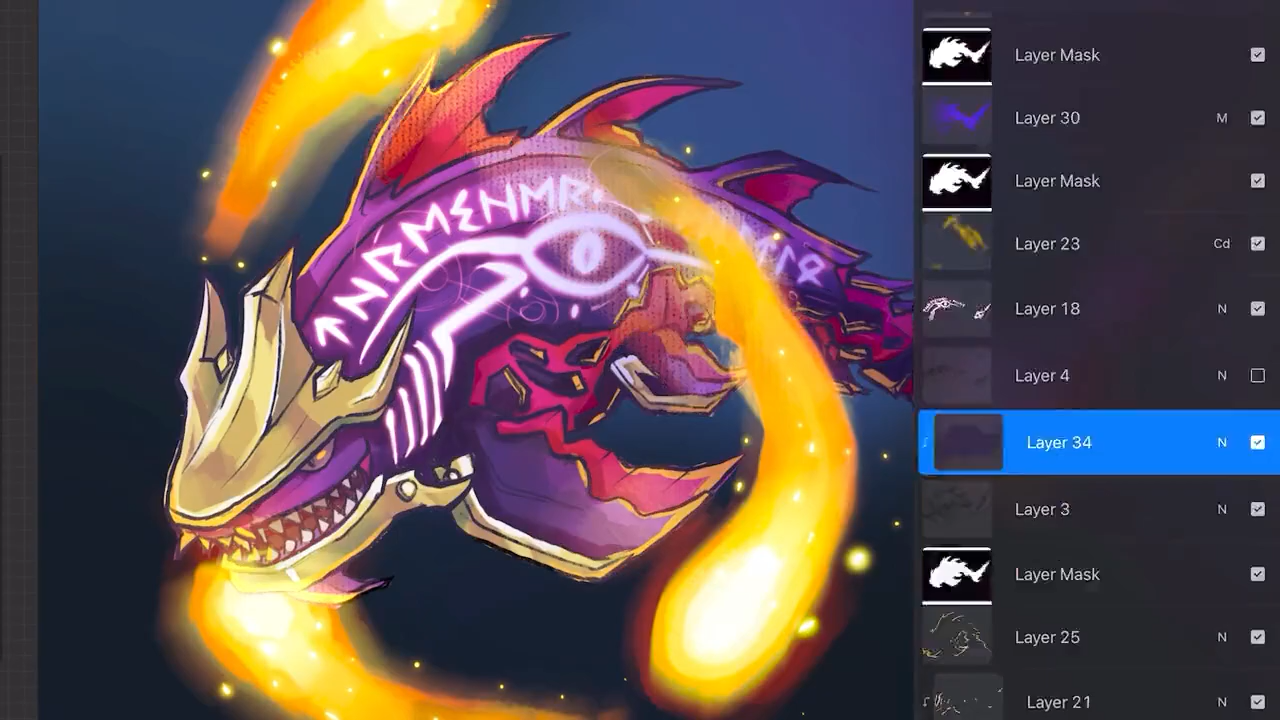 Layer Mask
Layer 30 M
Layer Mask
Layer 23 Cd
Layer 18 N
Layer 4 N
Layer 34 N
Layer 3 N
Layer Mask
Layer 25 N
Layer 21 N